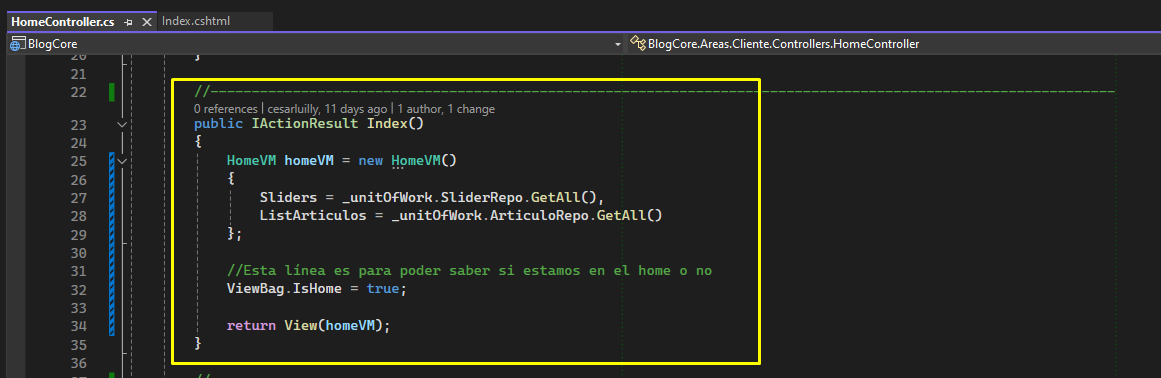 HomeController.cs Index.cshtml
BlogCore BlogCore.Areas.Cliente.Controllers.HomeController
20 }
21
22 //--------------------------------------------------------------------------------------------------------------
0 references | cesarluilly, 11 days ago | 1 author, 1 change
23 public IActionResult Index()
24 {
25 HomeVM homeVM = new HomeVM()
26 {
27 Sliders = _unitOfWork.SliderRepo.GetAll(),
28 ListArticulos = _unitOfWork.ArticuloRepo.GetAll()
29 };
30
31 //Esta línea es para poder saber si estamos en el home o no
32 ViewBag.IsHome = true;
33
34 return View(homeVM);
35 }
36